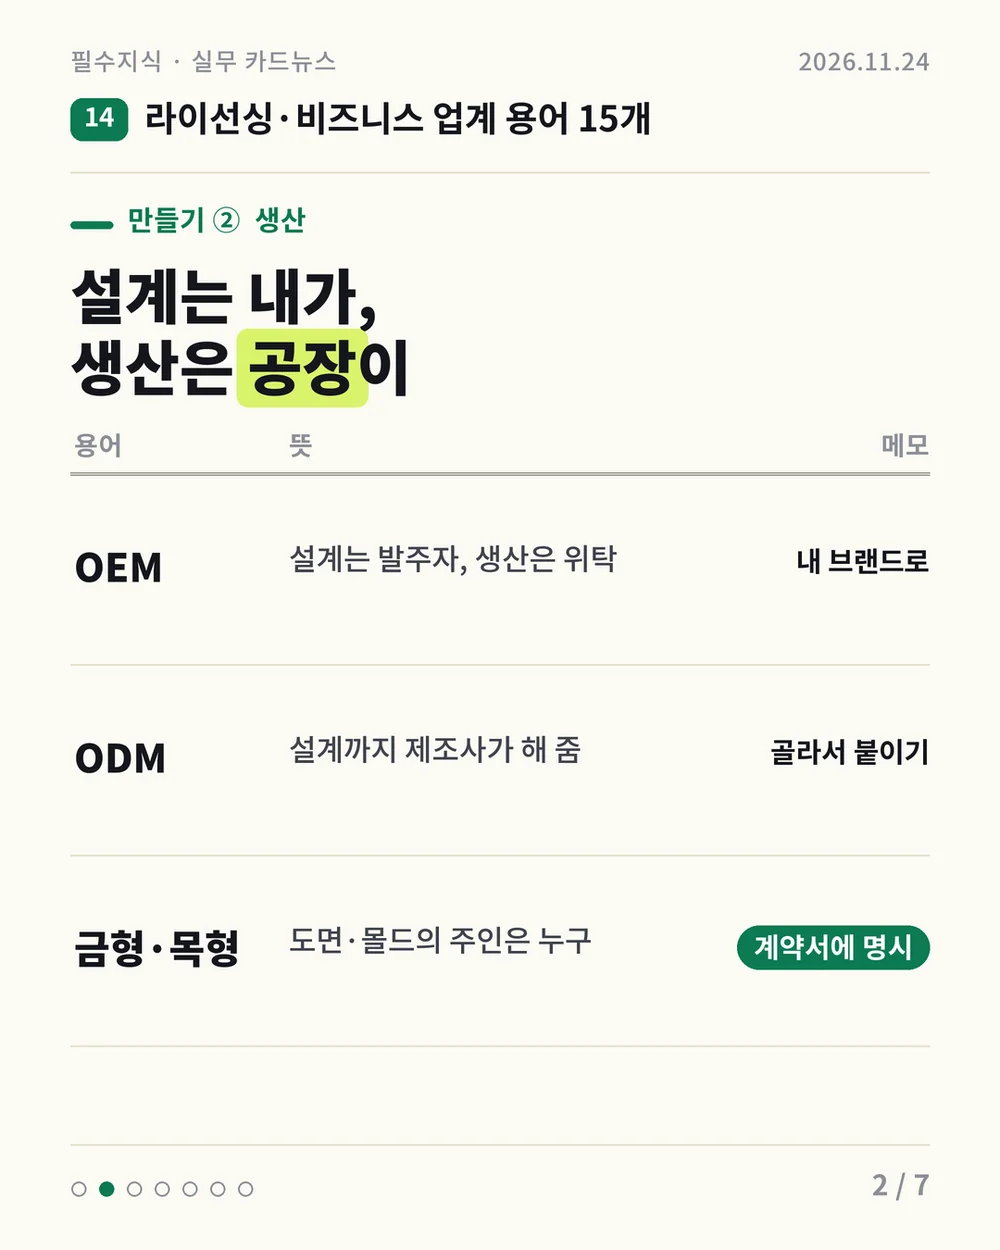 필수지식 · 실무 카드뉴스
2026.11.24
14 라이선싱·비즈니스 업계 용어 15개
만들기 ② 생산
설계는 내가,
생산은 공장이
용어 뜻 메모
OEM 설계는 발주자, 생산은 위탁 내 브랜드로
ODM 설계까지 제조사가 해 줌 골라서 붙이기
금형·목형 도면·몰드의 주인은 누구 계약서에 명시
2 / 7